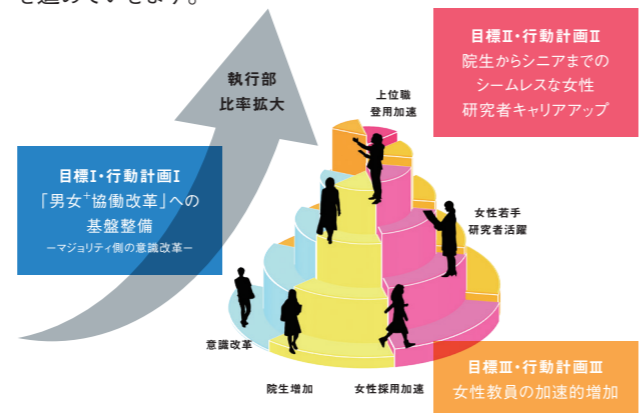 を進めていきます。
執行部
比率拡大
目標Ⅱ・行動計画Ⅱ
院生からシニアまでの
シームレスな女性
研究者キャリアアップ
上位職
登用加速
目標Ⅰ・行動計画Ⅰ
「男女⁺協働改革」への
基盤整備
−マジョリティ側の意識改革−
女性若手
研究者活躍
意識改革
院生増加
女性採用加速
目標Ⅲ・行動計画Ⅲ
女性教員の加速的増加